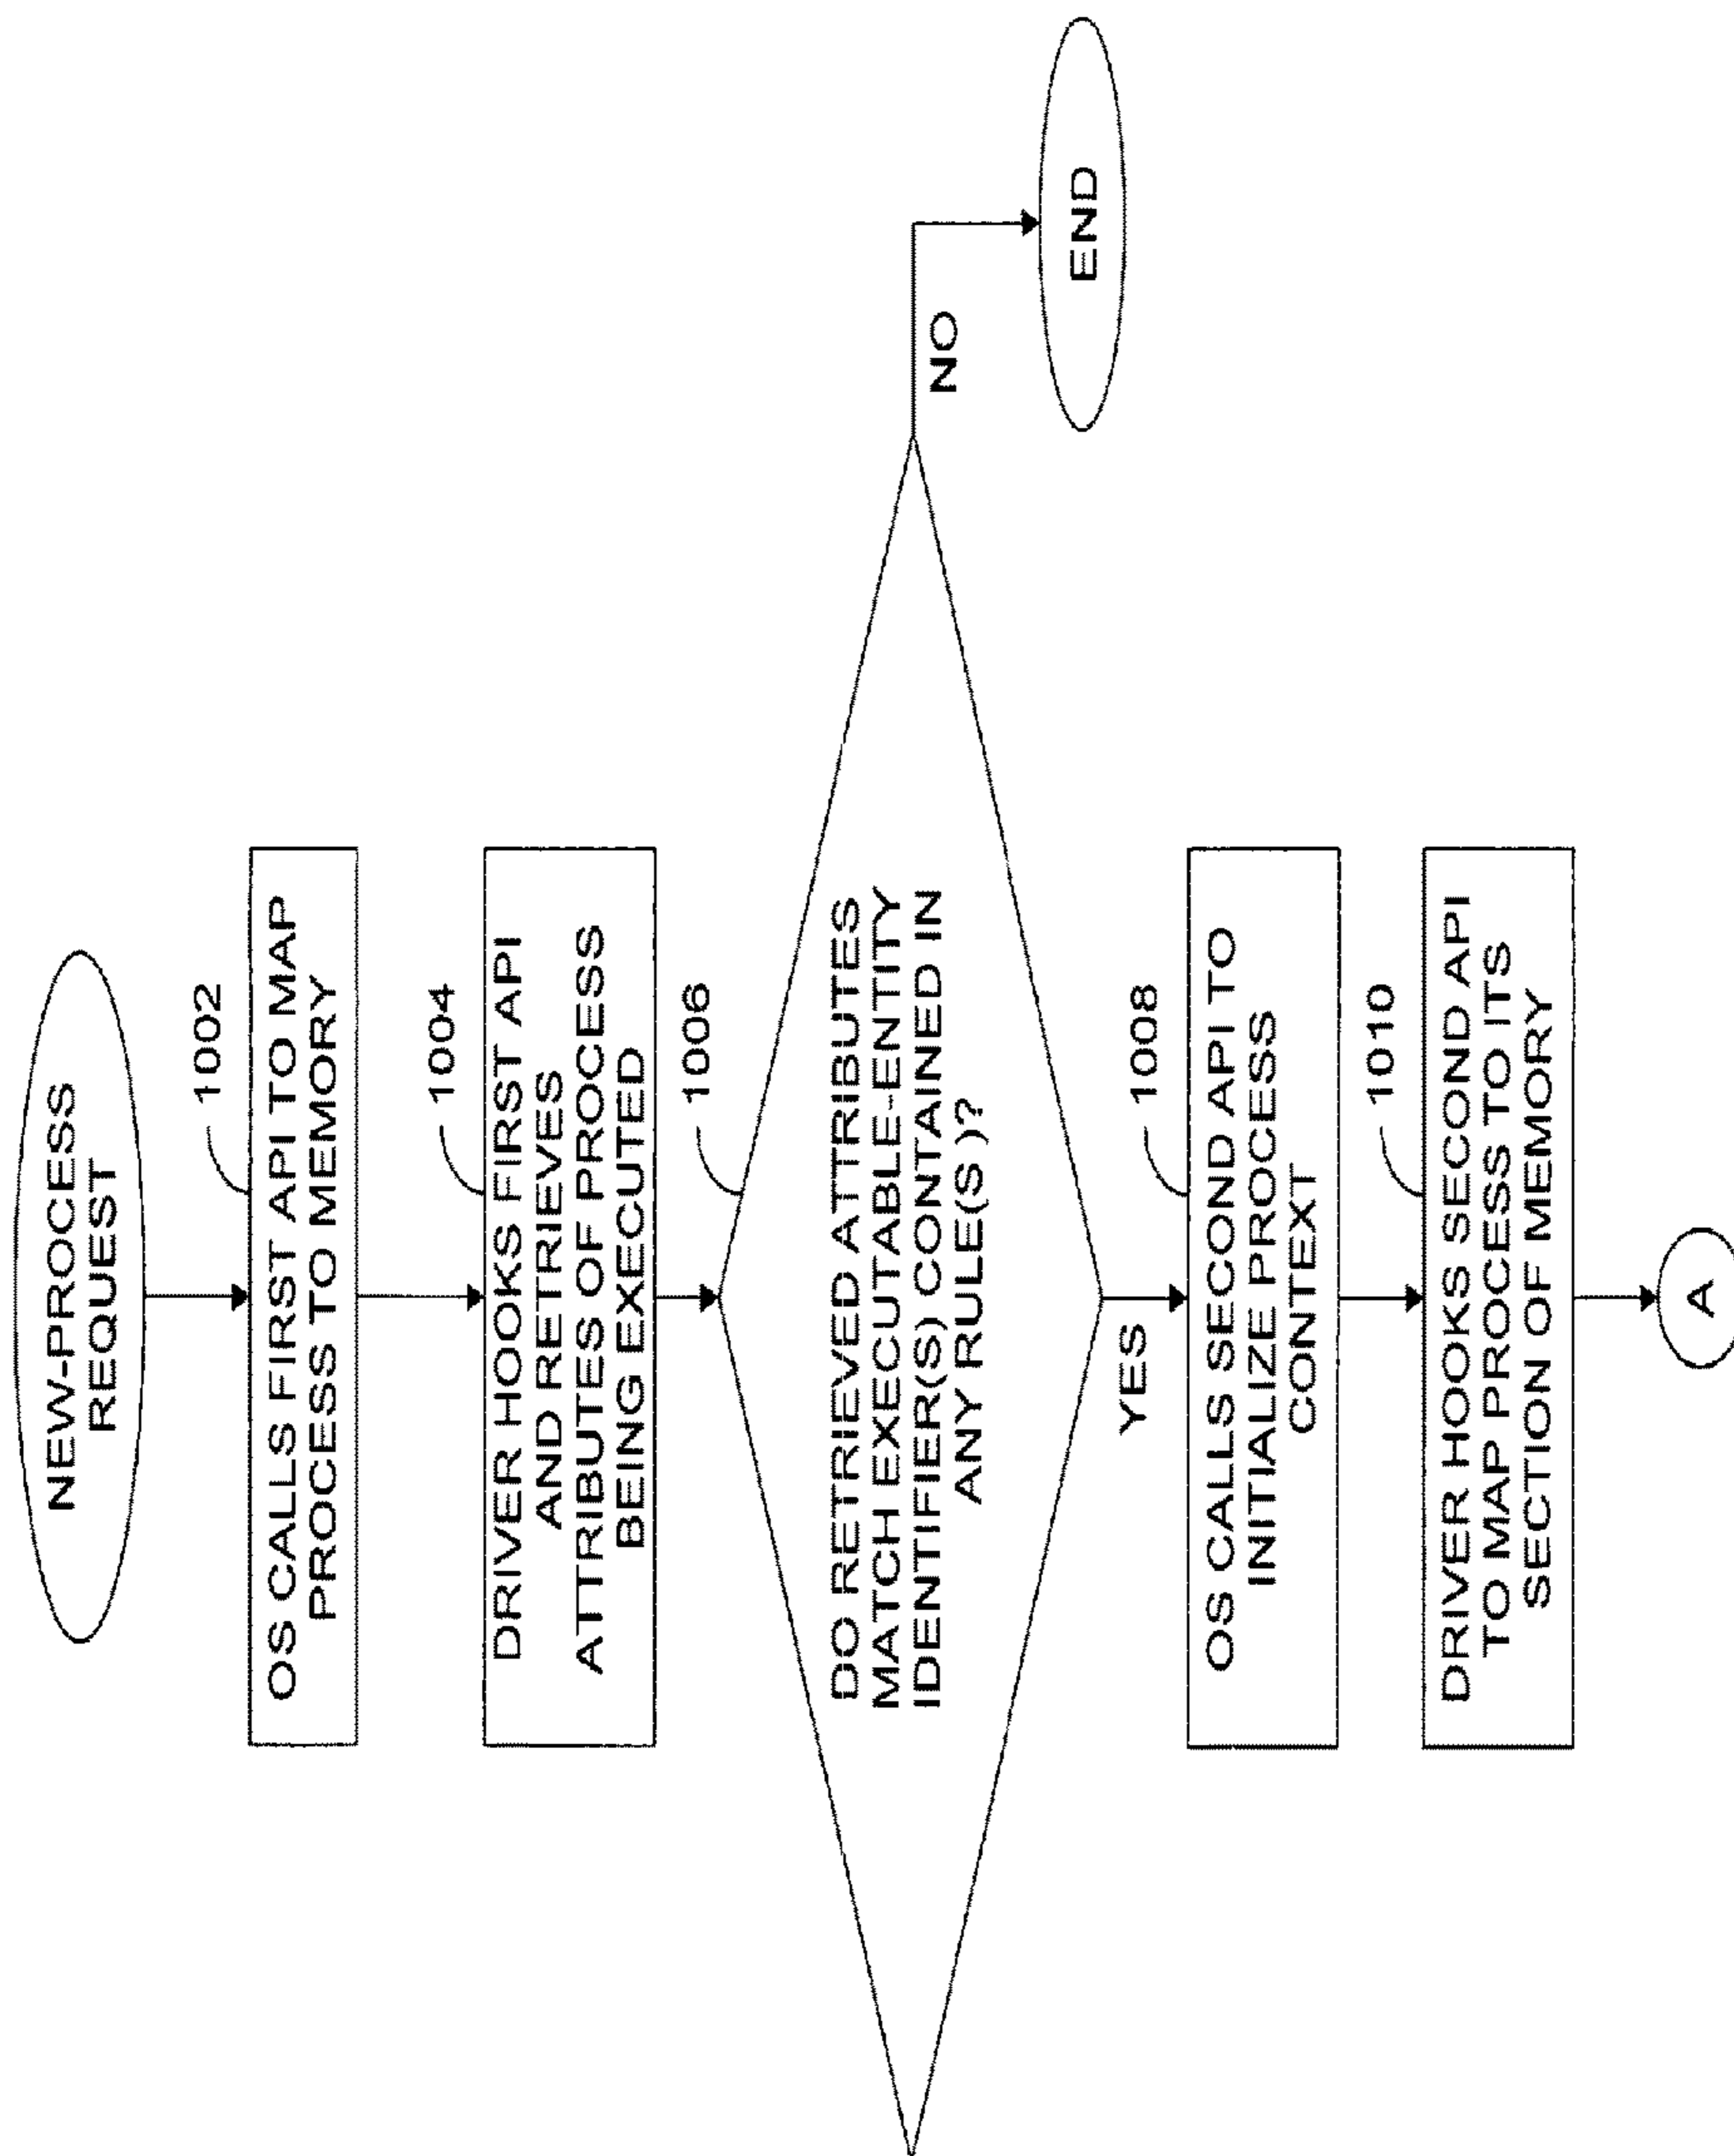 NEW-PROCESS
REQUEST
1002
OS CALLS FIRST API TO MAP
PROCESS TO MEMORY
1004
DRIVER HOOKS FIRST API
AND RETRIEVES
ATTRIBUTES OF PROCESS
BEING EXECUTED
1006
DO RETRIEVED ATTRIBUTES
MATCH EXECUTABLE-ENTITY
IDENTIFIER(S) CONTAINED IN
ANY RULE(S )?
NO
END
YES
1008
OS CALLS SECOND API TO
INITIALIZE PROCESS
CONTEXT
1010
DRIVER HOOKS SECOND API
TO MAP PROCESS TO ITS
SECTION OF MEMORY
A